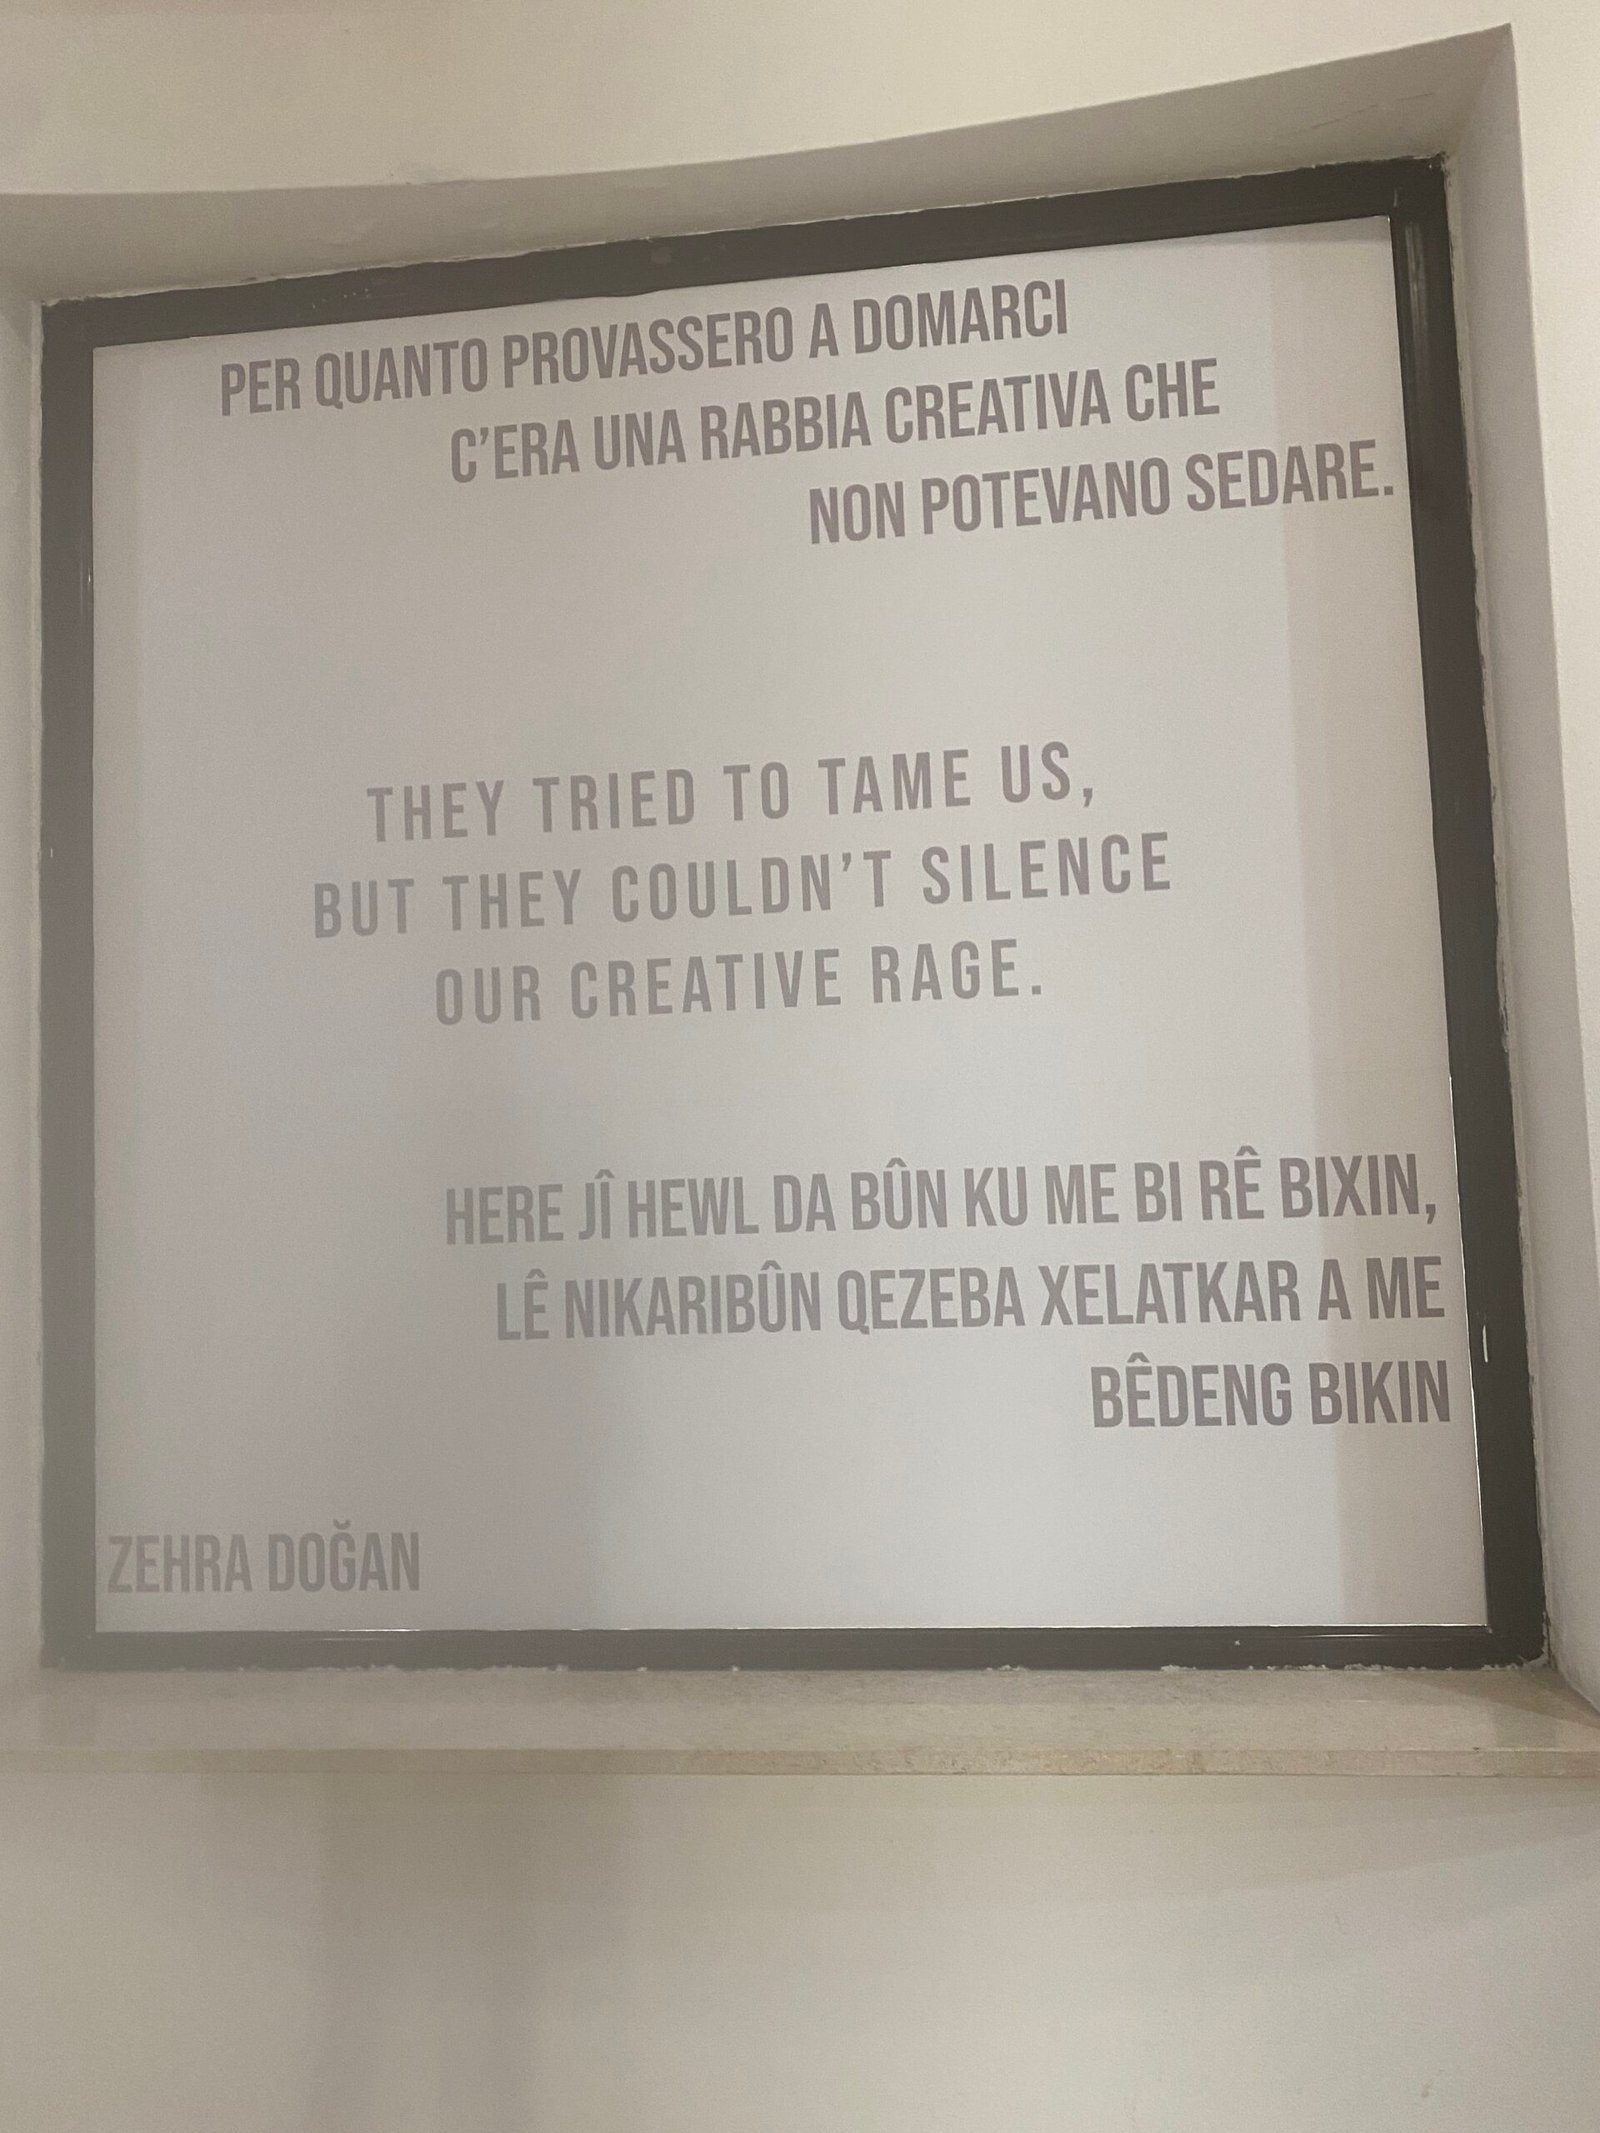 PER QUANTO PROVASSERO A DOMARCI
C'ERA UNA RABBIA CREATIVA CHE
NON POTEVANO SEDARE.
THEY TRIED TO TAME US,
BUT THEY COULDN'T SILENCE
OUR CREATIVE RAGE.
HERE JÎ HEWL DA BÛN KU ME BI RÊ BIXIN,
LÊ NIKARIBÛN QEZEBA XELATKAR A ME
BÊDENG BIKIN
ZEHRA DOĞAN